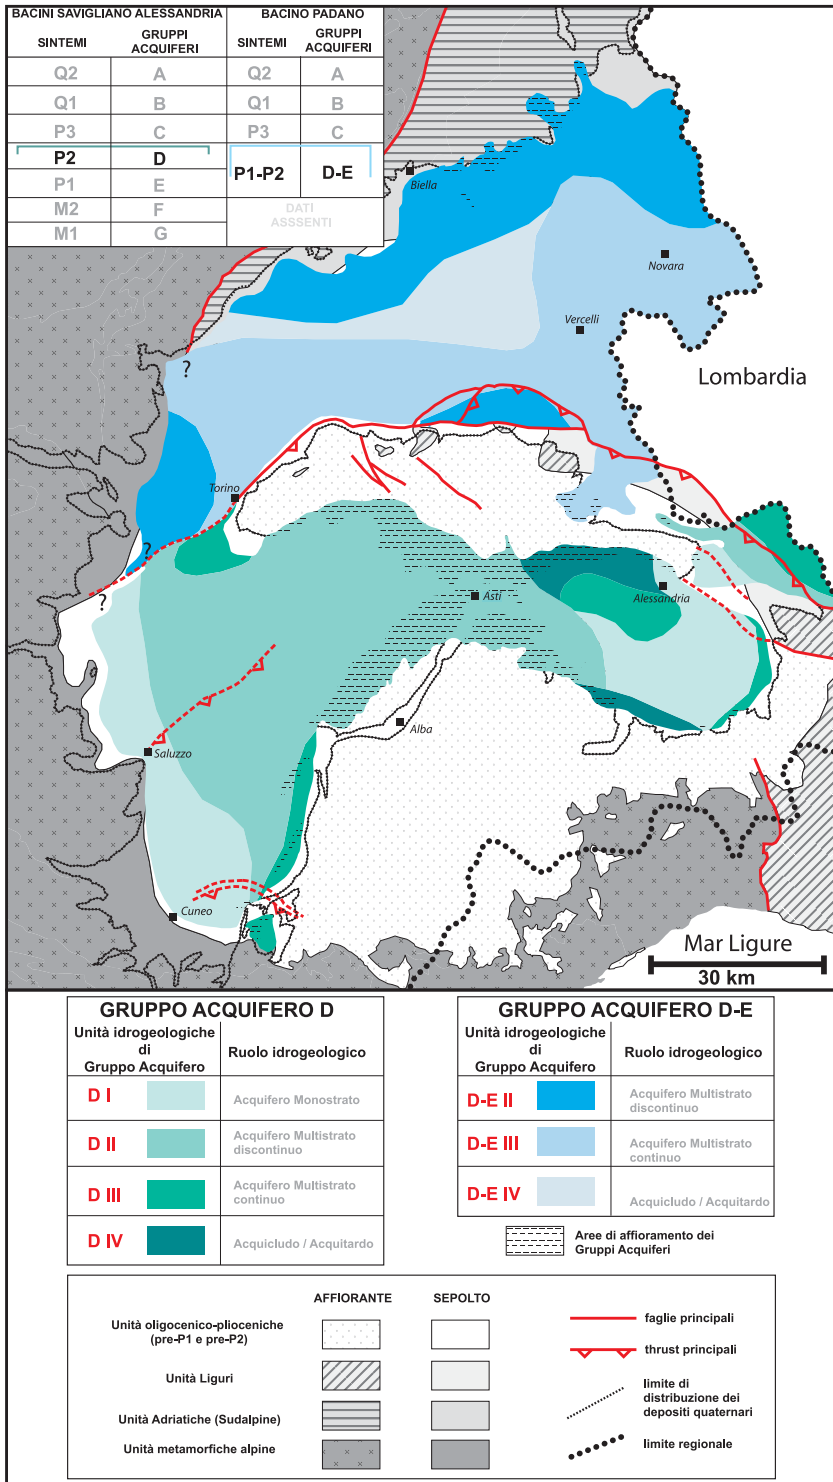 BACINI SAVIGLIANO ALESSANDRIA
BACINO PADANO
SINTEMI
GRUPPI
ACQUIFERI
SINTEMI
GRUPPI
ACQUIFERI
Q2 A Q2 A
Q1 B Q1 B
P3 C P3 C
P2 D
P1-P2 D-E
P1 E
M2 F
DATI
ASSSENTI
M1 G
Biella
Novara
Vercelli
Lombardia
?
Torino
?
?
Asti
Alessandria
Alba
Saluzzo
Cuneo
Mar Ligure
30 km
GRUPPO ACQUIFERO D
Unità idrogeologiche
di
Gruppo Acquifero
Ruolo idrogeologico
D I
Acquifero Monostrato
D II
Acquifero Multistrato
discontinuo
D III
Acquifero Multistrato
continuo
D IV
Acquicludo / Acquitardo
GRUPPO ACQUIFERO D-E
Unità idrogeologiche
di
Gruppo Acquifero
Ruolo idrogeologico
D-E II
Acquifero Multistrato
discontinuo
D-E III
Acquifero Multistrato
continuo
D-E IV
Acquicludo / Acquitardo
Aree di affioramento dei
Gruppi Acquiferi
AFFIORANTE
SEPOLTO
Unità oligocenico-plioceniche
(pre-P1 e pre-P2)
Unità Liguri
Unità Adriatiche (Sudalpine)
Unità metamorfiche alpine
faglie principali
thrust principali
limite di
distribuzione dei
depositi quaternari
limite regionale